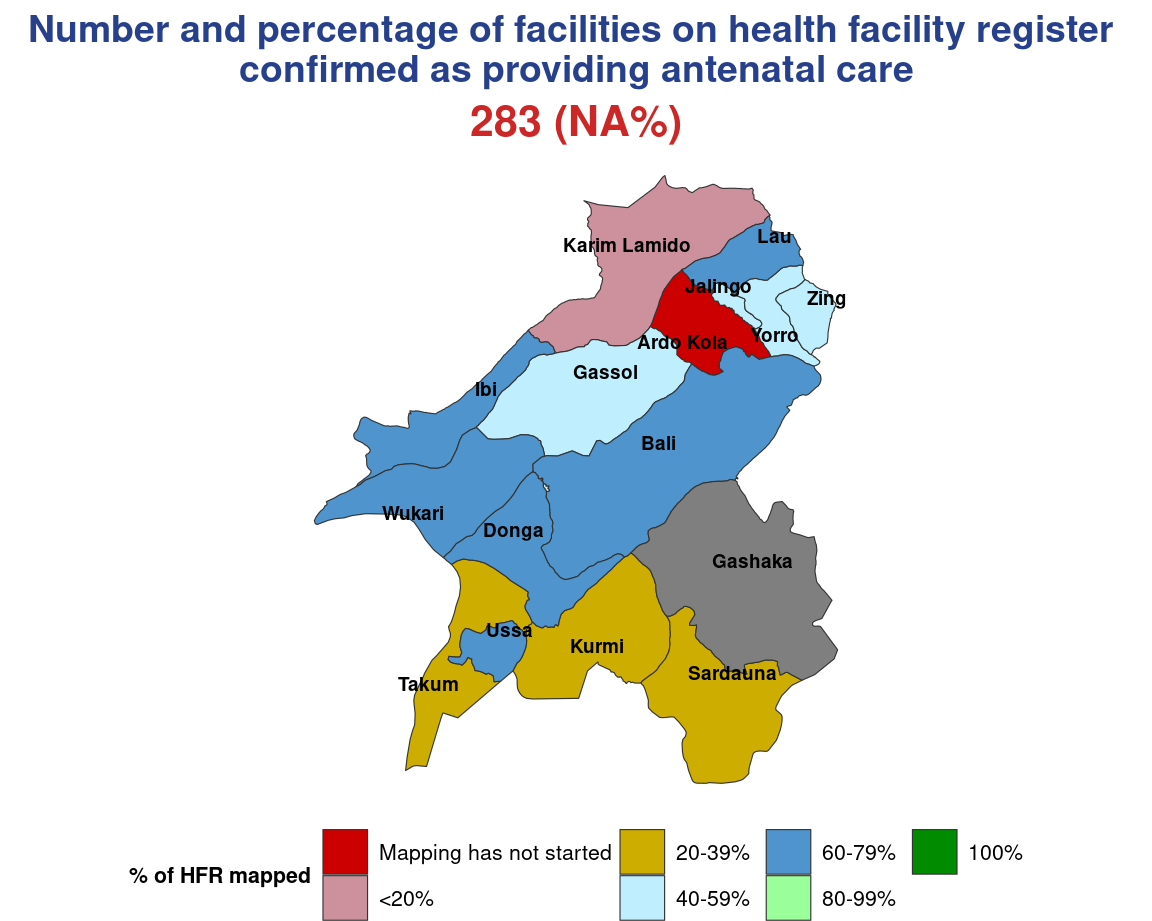 Number and percentage of facilities on health facility register
confirmed as providing antenatal care
283 (NA%)
Karim Lamido
Lau
Jalingo
Zing
Yorro
Ardo Kola
Gassol
Ibi
Bali
Wukari
Donga
Gashaka
Ussa
Kurmi
Sardauna
Takum
% of HFR mapped
Mapping has not started
<20%
20-39%
40-59%
60-79%
80-99%
100%